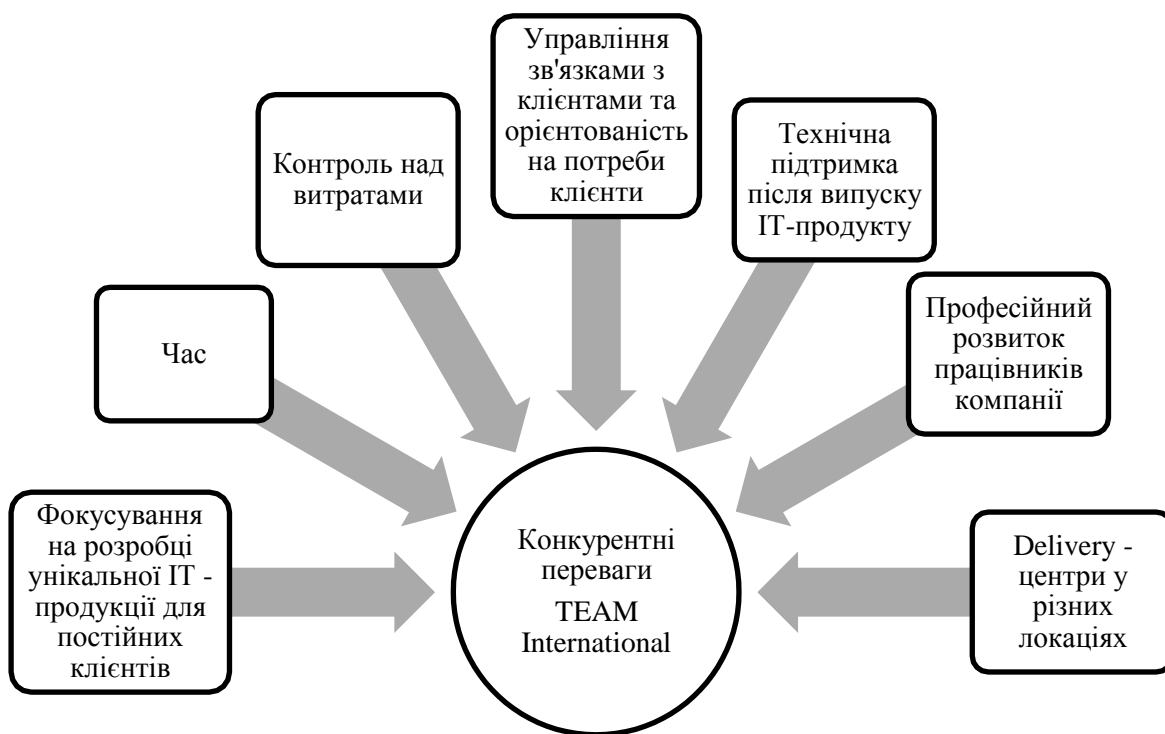 Управління
зв'язками з
клієнтами та
орієнтованість
на потреби
клієнти
Контроль над
витратами
Технічна
підтримка
після випуску
ІТ-продукту
Час
Професійний
розвиток
працівників
компанії
Фокусування
на розробці
унікальної ІТ -
продукції для
постійних
клієнтів
Конкурентні
переваги
TEAM
International
Delivery -
центри у
різних
локаціях